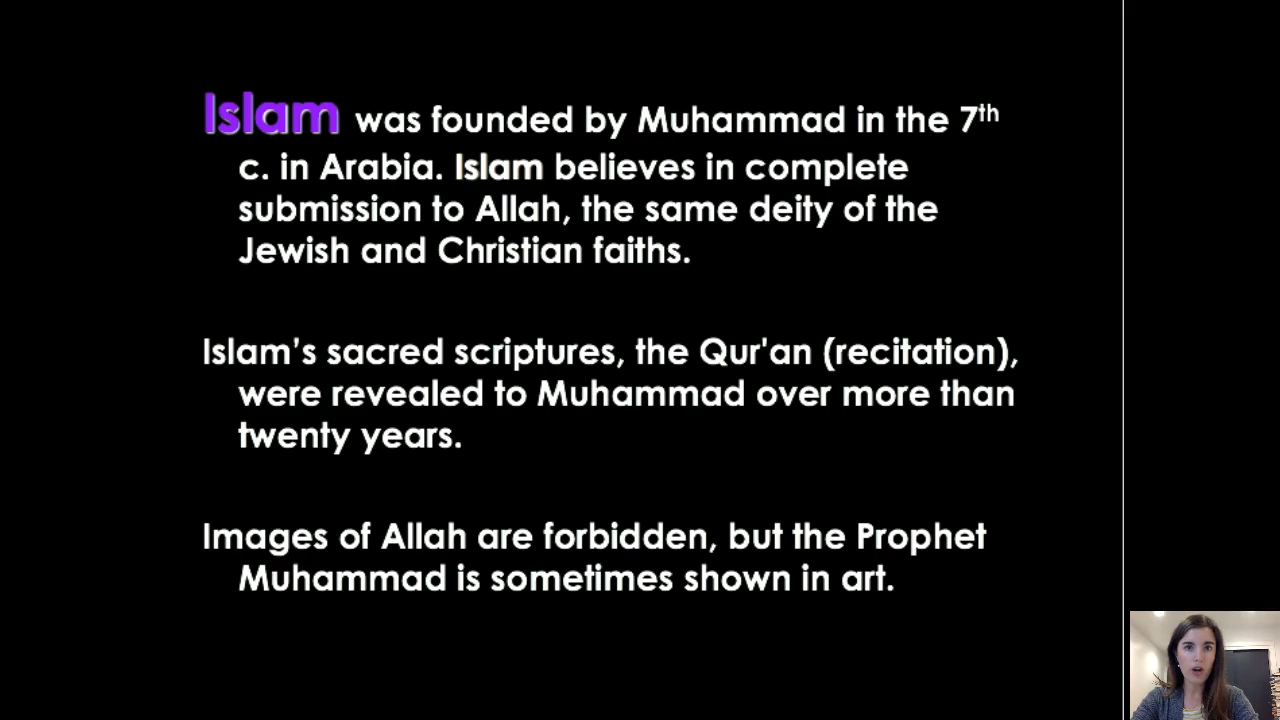 Islam was founded by Muhammad in the 7th
c. in Arabia. Islam believes in complete
submission to Allah, the same deity of the
Jewish and Christian faiths.
Islam’s sacred scriptures, the Qur'an (recitation),
were revealed to Muhammad over more than
twenty years.
Images of Allah are forbidden, but the Prophet
Muhammad is sometimes shown in art.